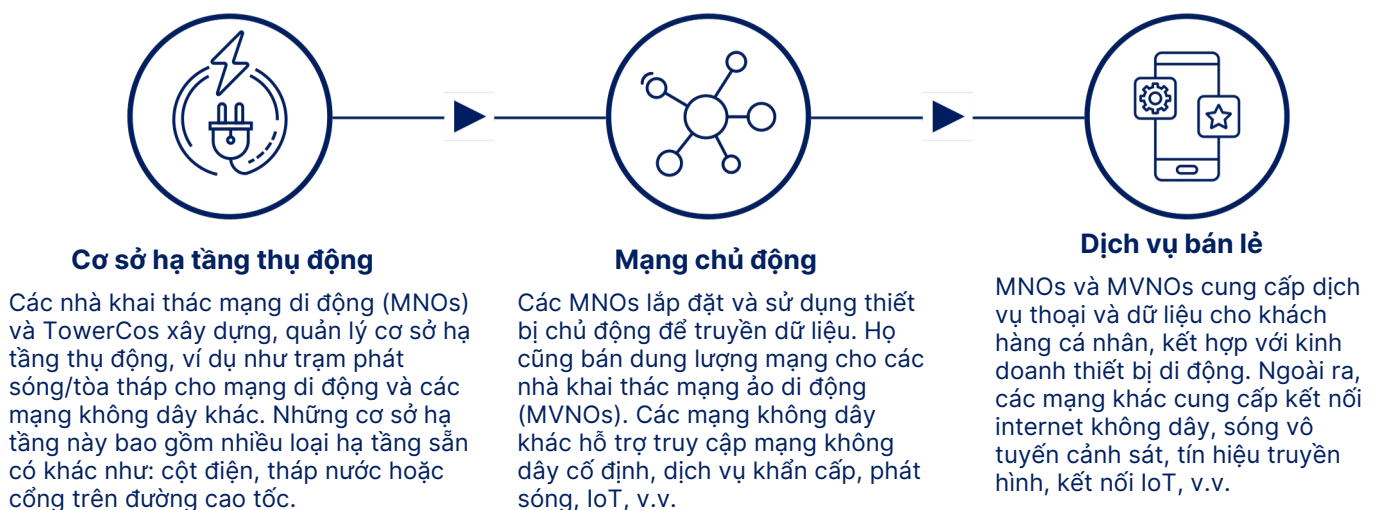 Cơ sở hạ tầng thụ động
Các nhà khai thác mạng di động (MNOs)
và TowerCos xây dựng, quản lý cơ sở hạ
tầng thụ động, ví dụ như trạm phát
sóng/tòa tháp cho mạng di động và các
mạng không dây khác. Những cơ sở hạ
tầng này bao gồm nhiều loại hạ tầng sẵn
có khác như: cột điện, tháp nước hoặc
cổng trên đường cao tốc.
Mạng chủ động
Các MNOs lắp đặt và sử dụng thiết
bị chủ động để truyền dữ liệu. Họ
cũng bán dung lượng mạng cho các
nhà khai thác mạng ảo di động
(MVNOs). Các mạng không dây
khác hỗ trợ truy cập mạng không
dây cố định, dịch vụ khẩn cấp, phát
sóng, IoT, v.v.
Dịch vụ bán lẻ
MNOs và MVNOs cung cấp dịch
vụ thoại và dữ liệu cho khách
hàng cá nhân, kết hợp với kinh
doanh thiết bị di động. Ngoài ra,
các mạng khác cung cấp kết nối
internet không dây, sóng vô
tuyến cảnh sát, tín hiệu truyền
hình, kết nối IoT, v.v.